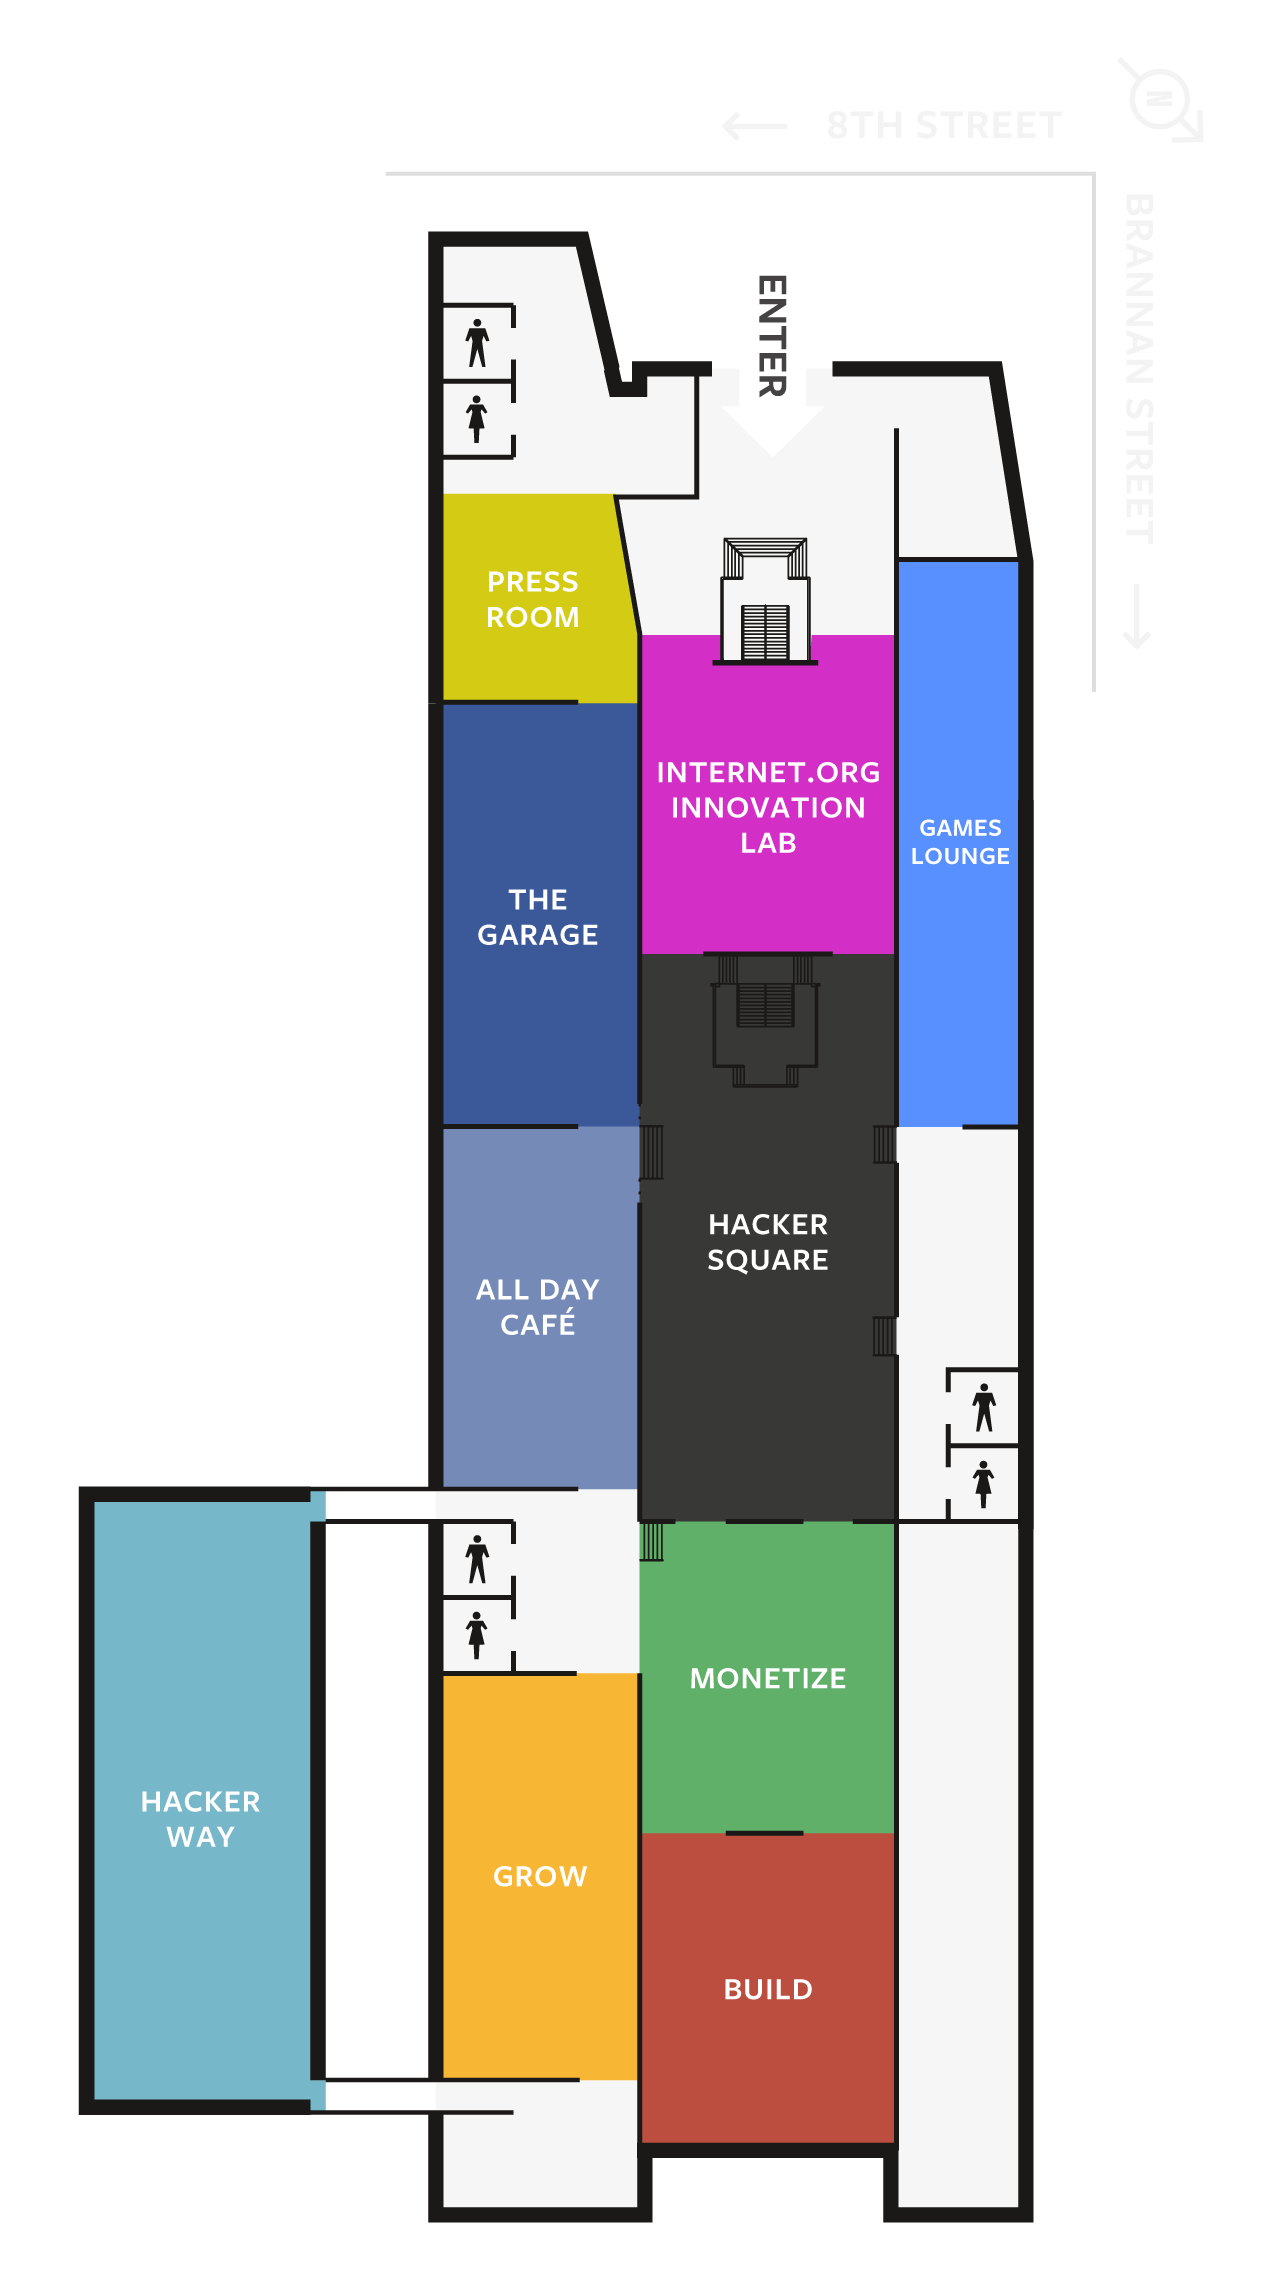 8TH STREET
N
BRANNAN STREET
ENTER
PRESS
ROOM
INTERNET.ORG
INNOVATION
LAB
GAMES
LOUNGE
THE
GARAGE
HACKER
SQUARE
ALL DAY
CAFÉ
MONETIZE
HACKER
WAY
GROW
BUILD